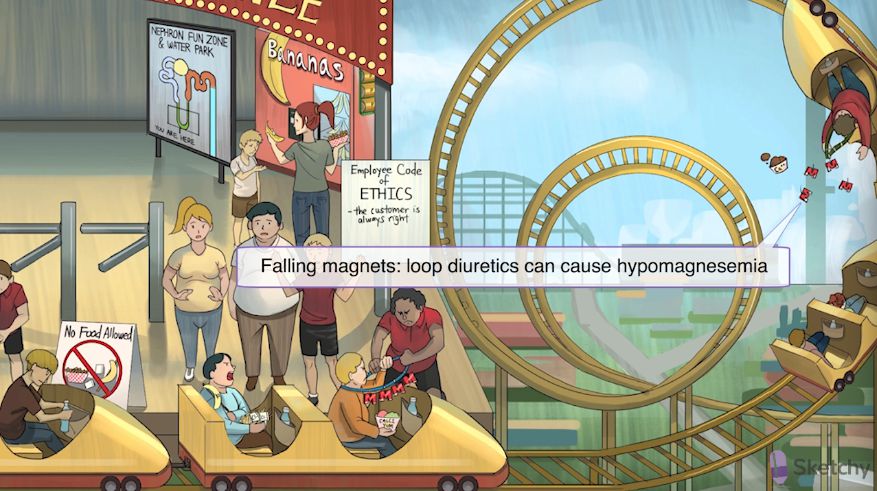 NEPHRON FUN ZONE
& WATER PARK
YOU ARE HERE
Bananas
Employee Code
of
ETHICS
- the customer is
always right
Falling magnets: loop diuretics can cause hypomagnesemia
No Food Allowed
M M M M
Sketchy